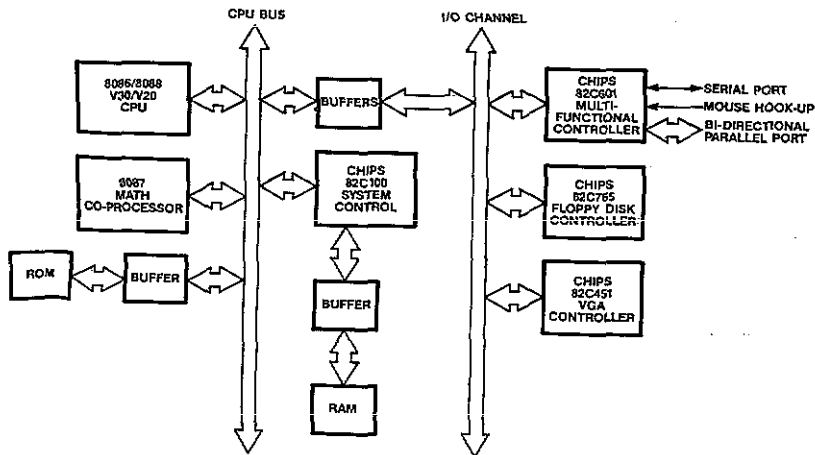 CPU BUS
I/O CHANNEL
8086/8088
V30/V20
CPU
BUFFERS
CHIPS
82C601
MULTI-
FUNCTIONAL
CONTROLLER
SERIAL PORT
MOUSE HOOK-UP
BI-DIRECTIONAL
PARALLEL PORT
8087
MATH
CO-PROCESSOR
CHIPS
82C100
SYSTEM
CONTROL
CHIPS
82C765
FLOPPY DISK
CONTROLLER
ROM
BUFFER
BUFFER
CHIPS
82C451
VGA
CONTROLLER
RAM